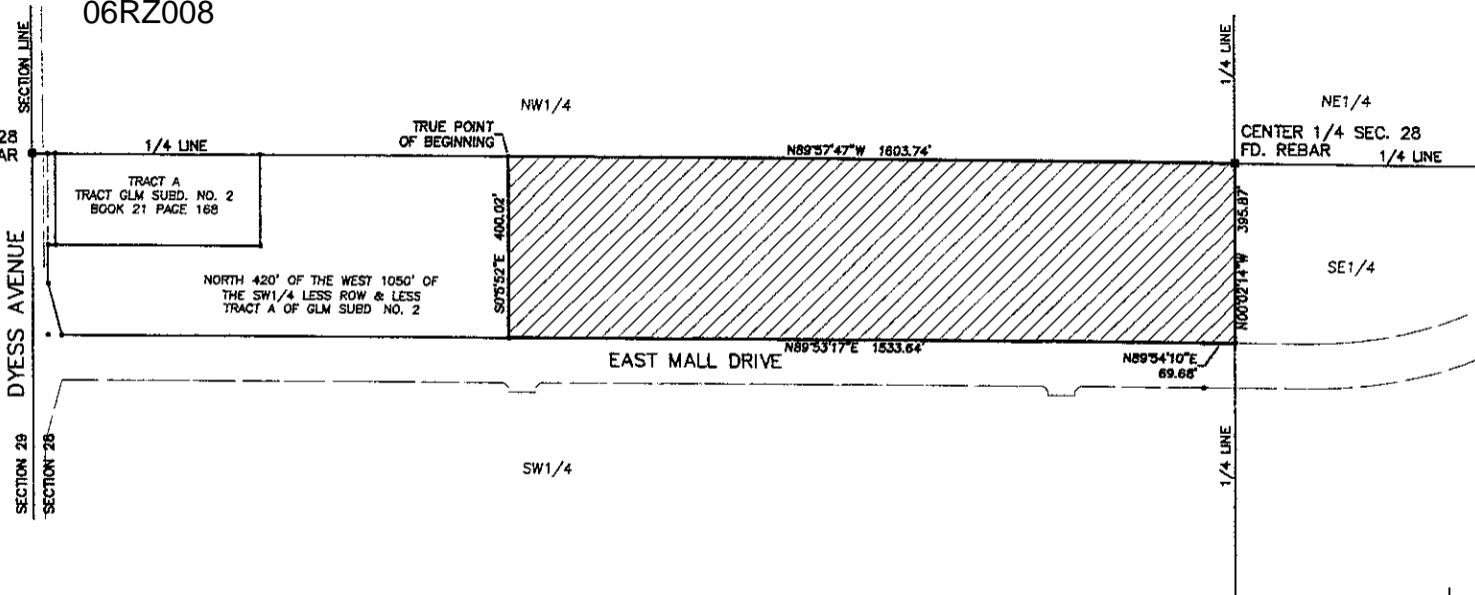 06RZ008
SECTION LINE
1/4 LINE
NW1/4
NE1/4
TRUE POINT
OF BEGINNING
28
AR
1/4 LINE
N89°57'47"W 1603.74'
CENTER 1/4 SEC. 28
FD. REBAR
1/4 LINE
TRACT A
TRACT GLM SUBD. NO. 2
BOOK 21 PAGE 168
S0°5'52"E 400.02'
N00°02'14"W 395.87'
DYESS AVENUE
NORTH 420' OF THE WEST 1050' OF
THE SW1/4 LESS ROW & LESS
TRACT A OF GLM SUBD NO. 2
SE1/4
N89°53'17"E 1533.64'
EAST MALL DRIVE
N89°54'10"E
69.68'
SECTION 29
SECTION 28
SW1/4
1/4 LINE